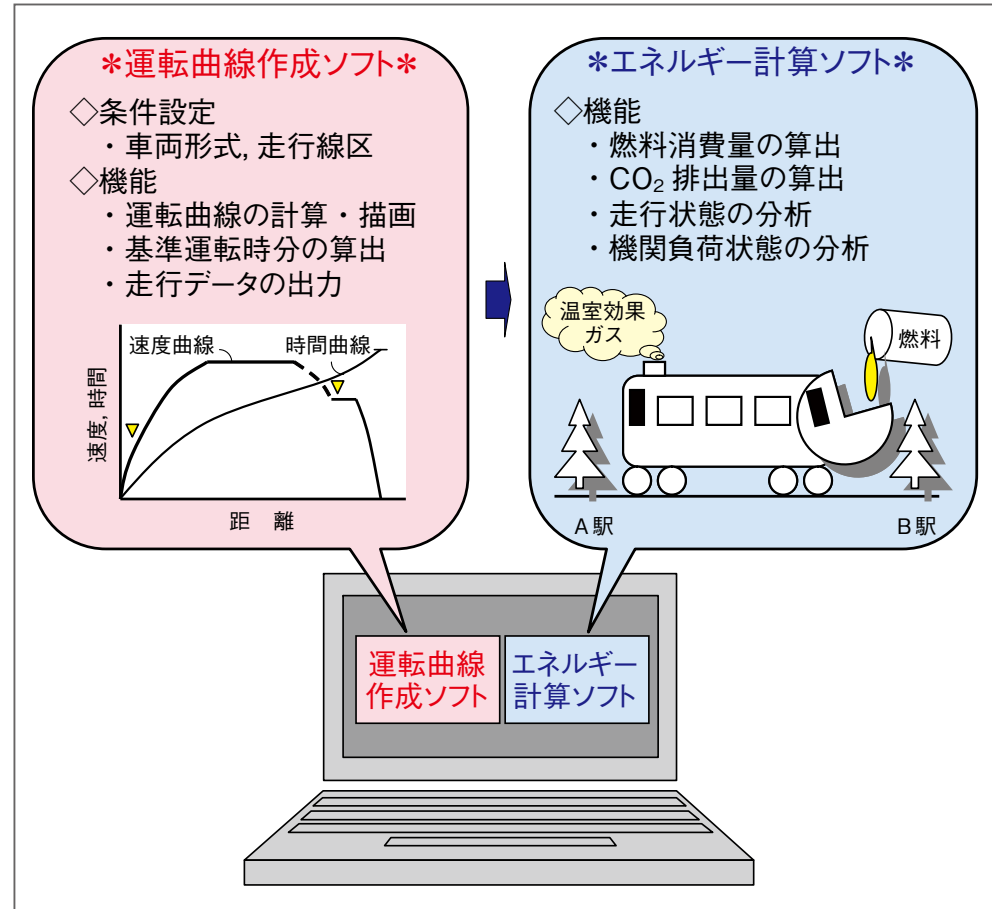 *運転曲線作成ソフト*
◇条件設定
・車両形式, 走行線区
◇機能
・運転曲線の計算・描画
・基準運転時分の算出
・走行データの出力
速度曲線
時間曲線
速度, 時間
距 離
*エネルギー計算ソフト*
◇機能
・燃料消費量の算出
・CO₂ 排出量の算出
・走行状態の分析
・機関負荷状態の分析
温室効果
ガス
燃料
A駅
B駅
運転曲線
作成ソフト
エネルギー
計算ソフト